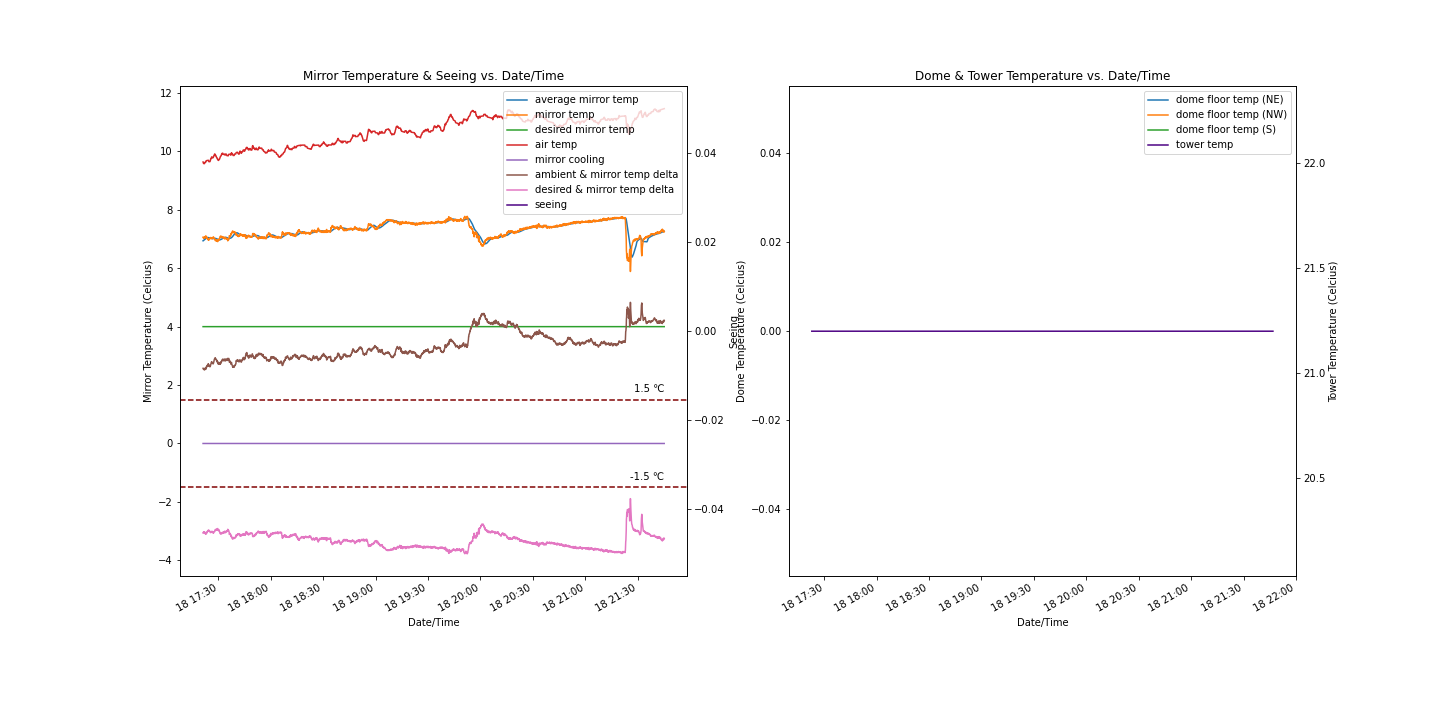 Mirror Temperature & Seeing vs. Date/Time
Mirror Temperature (Celcius)
12
10
8
6
4
2
0
−2
−4
average mirror temp
mirror temp
desired mirror temp
air temp
mirror cooling
ambient & mirror temp delta
desired & mirror temp delta
seeing
1.5 °C
-1.5 °C
0.04
0.02
0.00
−0.02
−0.04
Seeing
18 17:30
18 18:00
18 18:30
18 19:00
18 19:30
18 20:00
18 20:30
18 21:00
18 21:30
Date/Time
Dome & Tower Temperature vs. Date/Time
Dome Temperature (Celcius)
0.04
0.02
0.00
−0.02
−0.04
dome floor temp (NE)
dome floor temp (NW)
dome floor temp (S)
tower temp
22.0
21.5
21.0
20.5
Tower Temperature (Celcius)
18 17:30
18 18:00
18 18:30
18 19:00
18 19:30
18 20:00
18 20:30
18 21:00
18 21:30
18 22:00
Date/Time